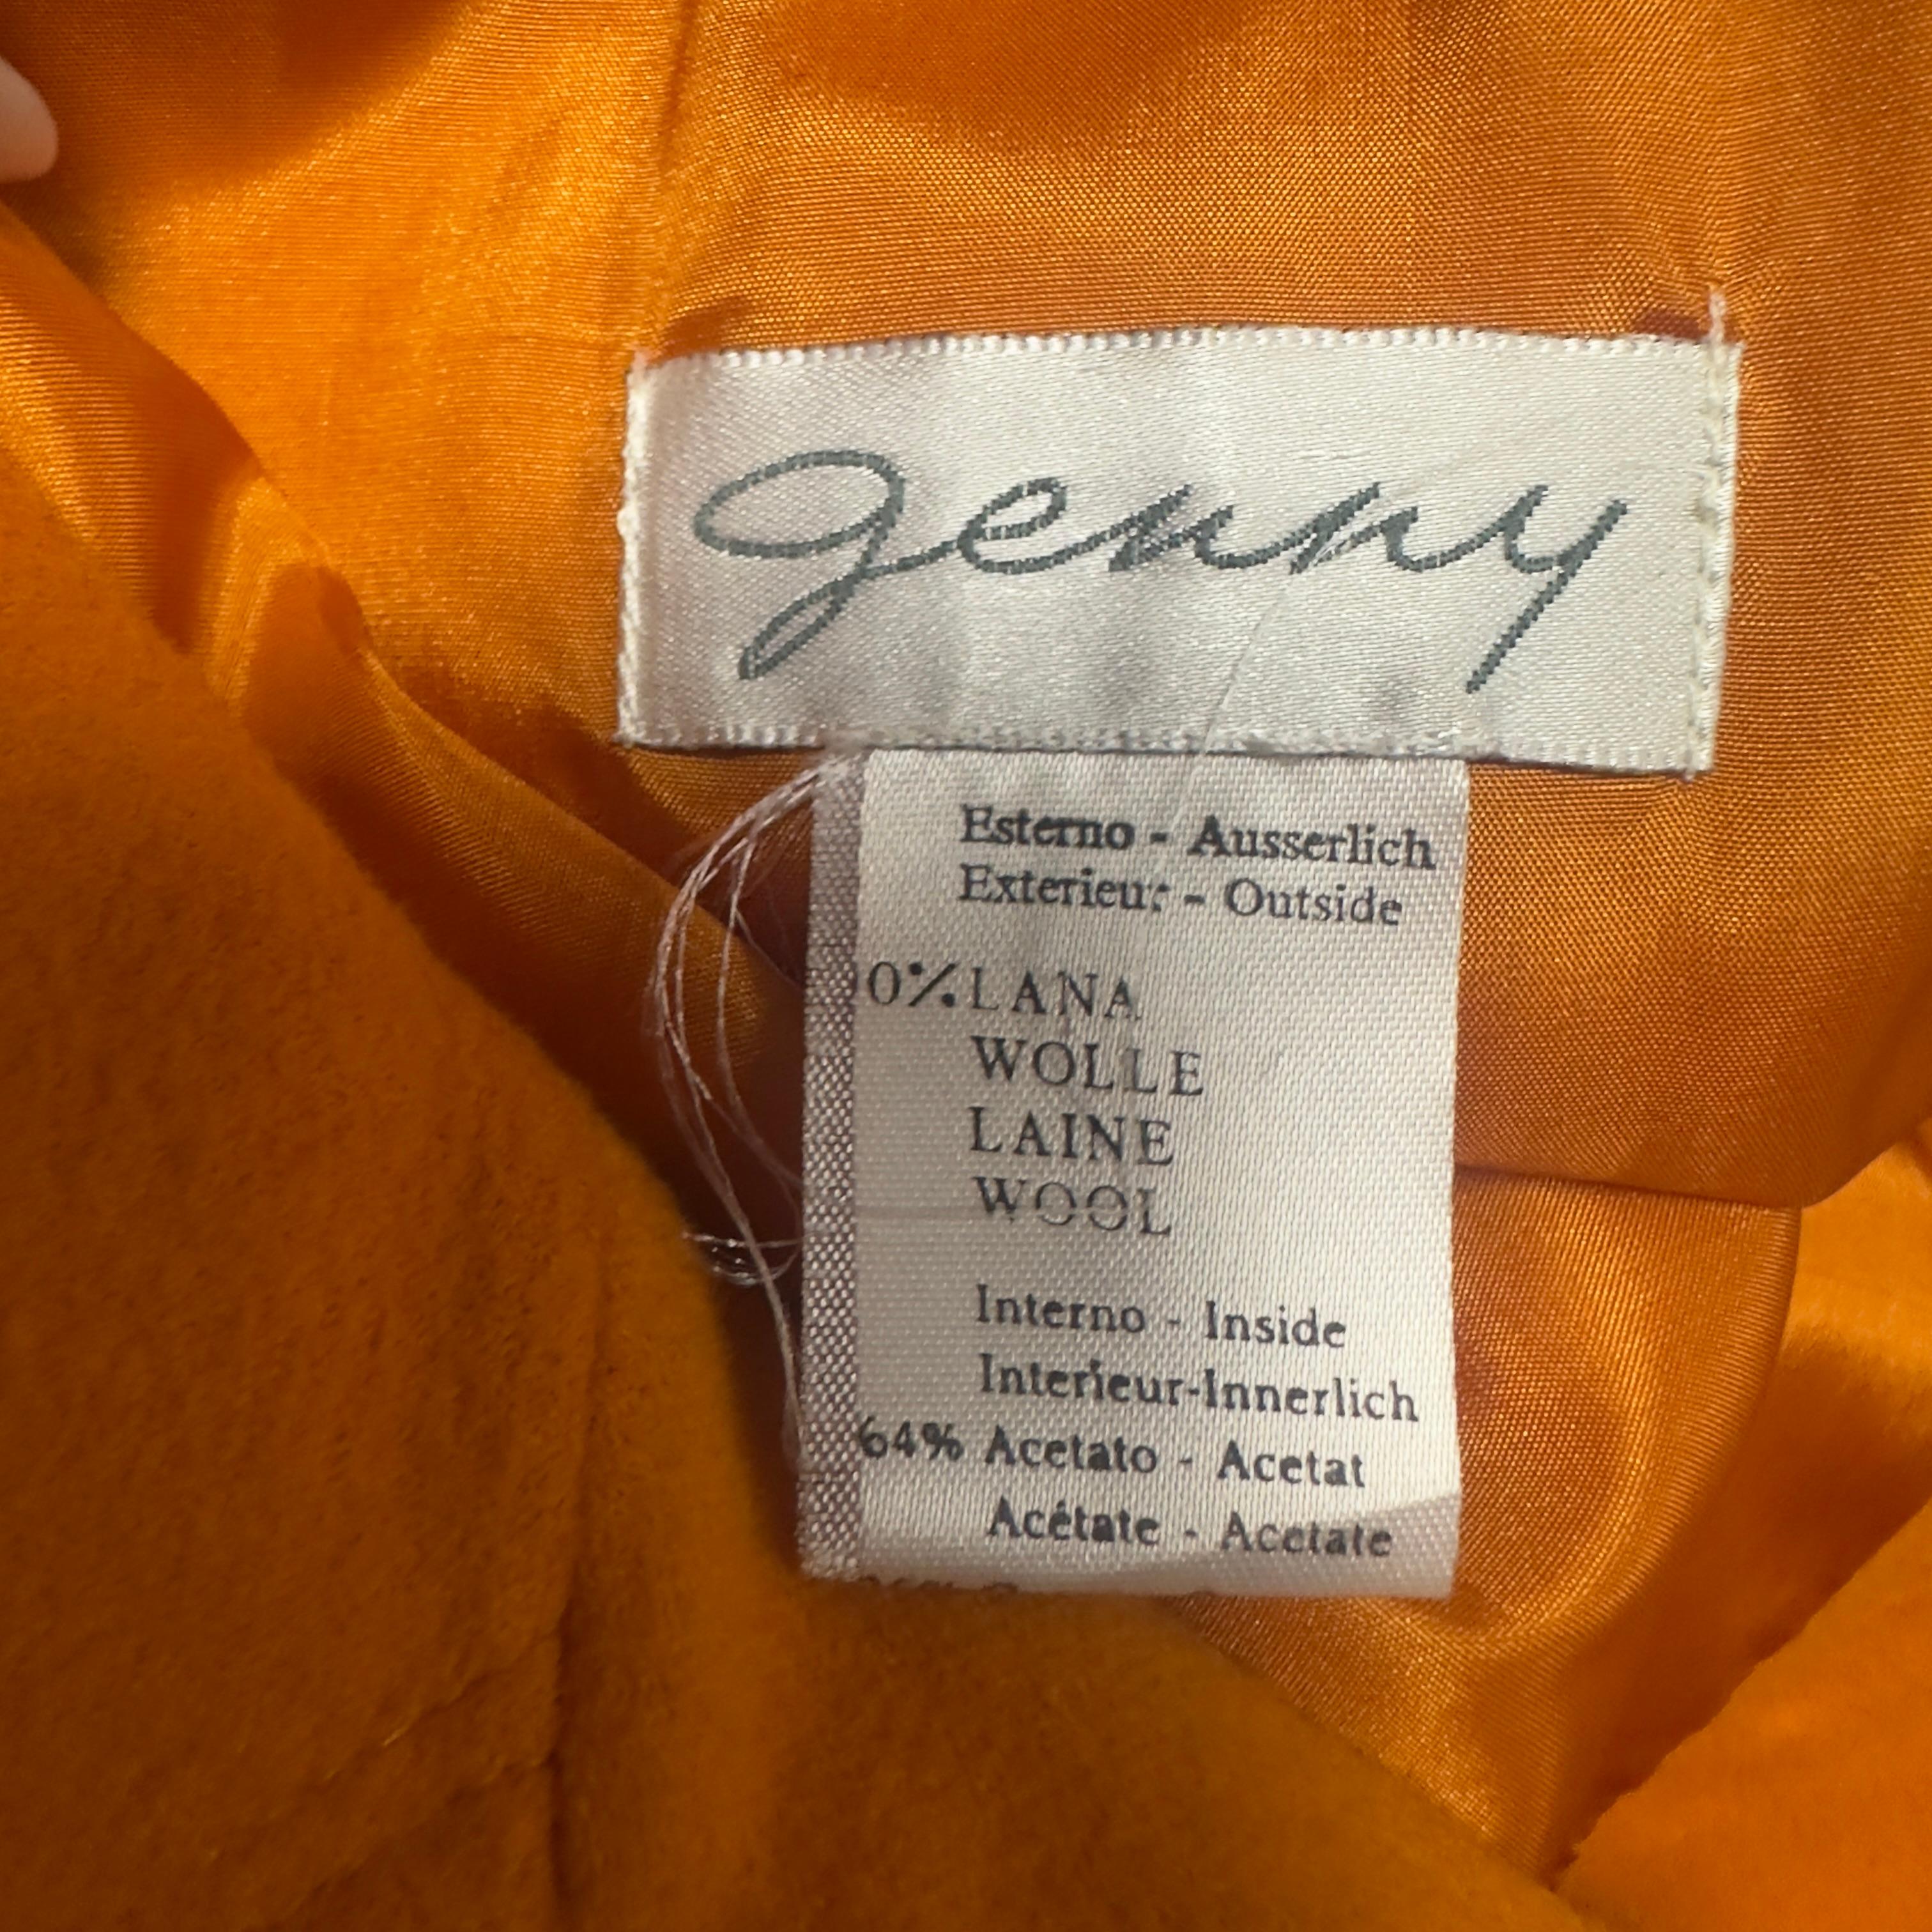 genny
Esterno - Ausserlich
Exterieur - Outside
0% LANA
WOLLE
LAINE
WOOL
Interno - Inside
Interieur-Innerlich
64% Acetato - Acetat
Acétate - Acetate